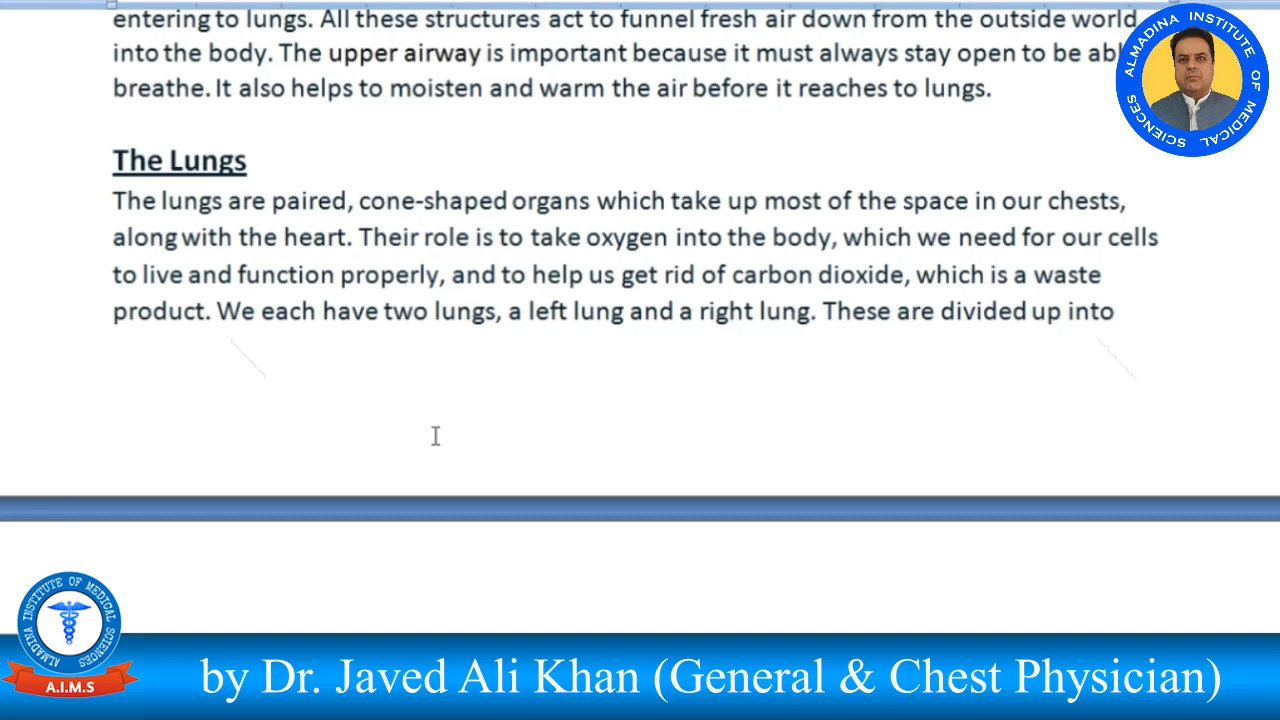 entering to lungs. All these structures act to funnel fresh air down from the outside world
into the body. The upper airway is important because it must always stay open to be
breathe. It also helps to moisten and warm the air before it reaches to lungs.
The Lungs
The lungs are paired, cone-shaped organs which take up most of the space in our chests,
along with the heart. Their role is to take oxygen into the body, which we need for our cells
to live and function properly, and to help us get rid of carbon dioxide, which is a waste
product. We each have two lungs, a left lung and a right lung. These are divided up into
ALMADINA INSTITUTE OF MEDICAL SCIENCES
ALMADINA INSTITUTE OF MEDICAL SCIENCES
A.I.M.S
by Dr. Javed Ali Khan (General & Chest Physician)